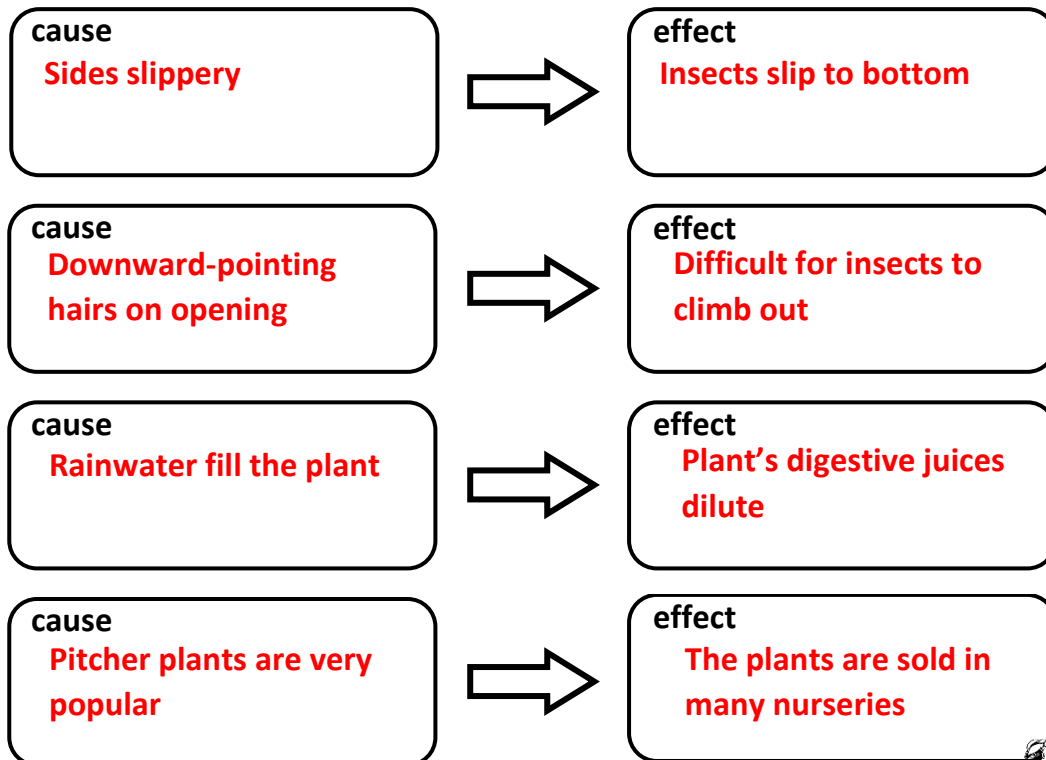 cause
Sides slippery
effect
Insects slip to bottom
cause
Downward-pointing
hairs on opening
effect
Difficult for insects to
climb out
cause
Rainwater fill the plant
effect
Plant’s digestive juices
dilute
cause
Pitcher plants are very
popular
effect
The plants are sold in
many nurseries